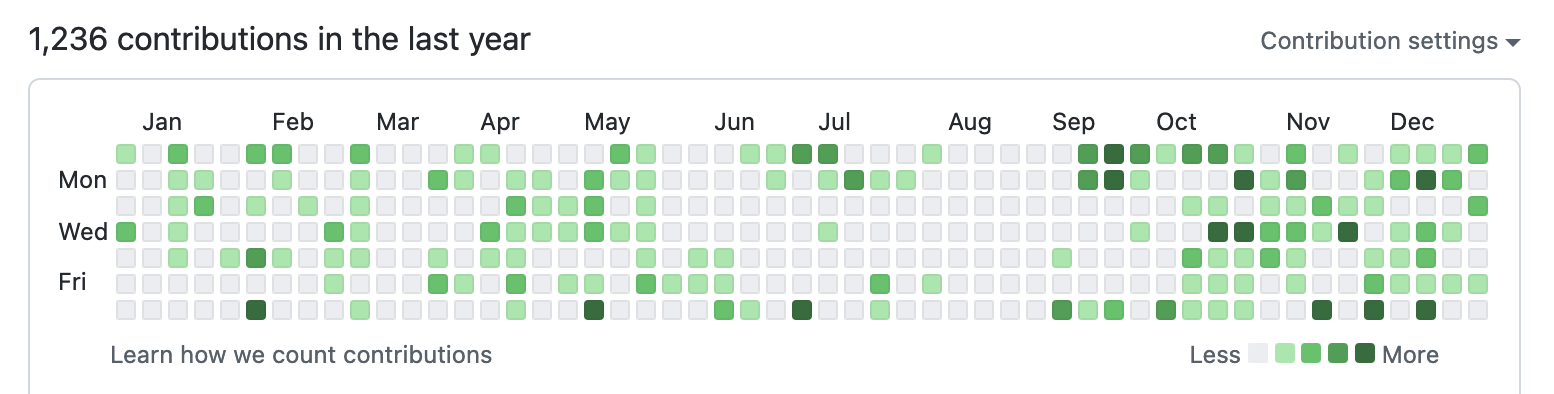 1,236 contributions in the last year
Contribution settings
Jan Feb Mar Apr May Jun Jul Aug Sep Oct Nov Dec
Mon
Wed
Fri
Learn how we count contributions
Less More